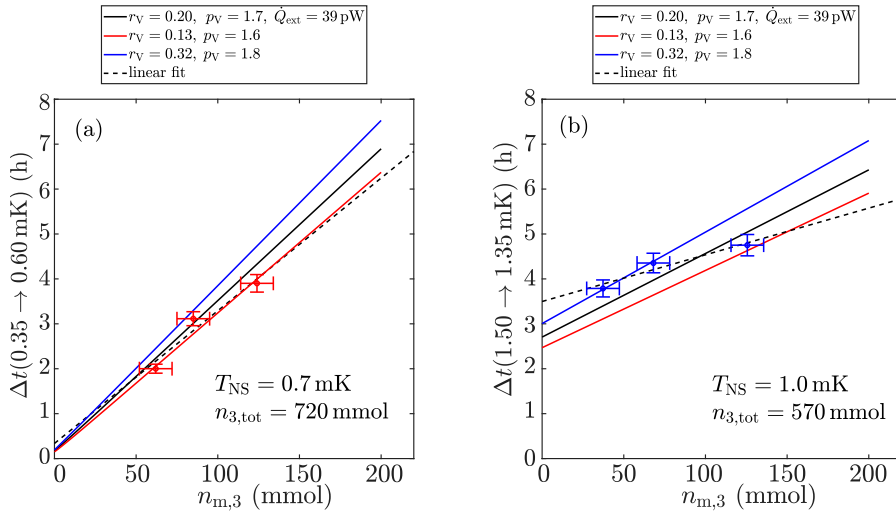 r_V = 0.20, p_V = 1.7, Q̇_ext = 39 pW
r_V = 0.13, p_V = 1.6
r_V = 0.32, p_V = 1.8
linear fit
(a)
Δt(0.35 → 0.60 mK) (h)
8
7
6
5
4
3
2
1
0
T_NS = 0.7 mK
n_3,tot = 720 mmol
0 50 100 150 200
n_m,3 (mmol)
r_V = 0.20, p_V = 1.7, Q̇_ext = 39 pW
r_V = 0.13, p_V = 1.6
r_V = 0.32, p_V = 1.8
linear fit
(b)
Δt(1.50 → 1.35 mK) (h)
8
7
6
5
4
3
2
1
0
T_NS = 1.0 mK
n_3,tot = 570 mmol
0 50 100 150 200
n_m,3 (mmol)